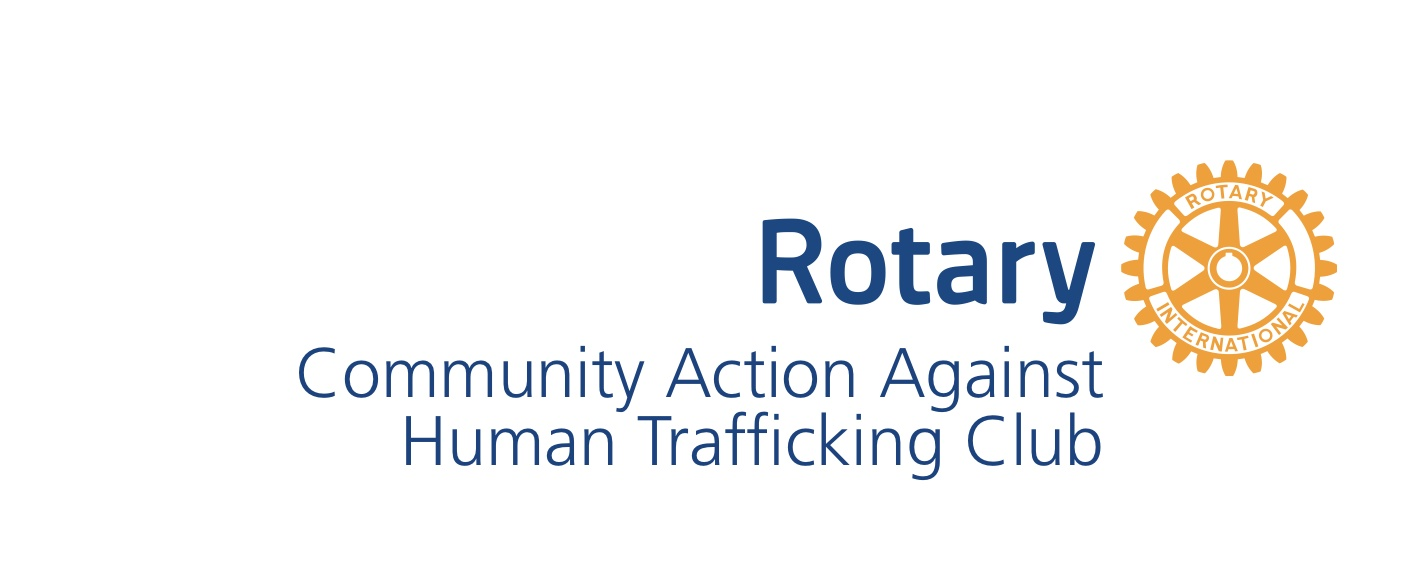 Rotary
ROTARY
INTERNATIONAL
Community Action Against
Human Trafficking Club